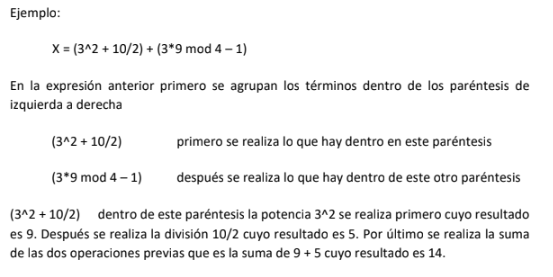 Ejemplo:
X = (3^2 + 10/2) + (3*9 mod 4 – 1)
En la expresión anterior primero se agrupan los términos dentro de los paréntesis de
izquierda a derecha
(3^2 + 10/2) primero se realiza lo que hay dentro en este paréntesis
(3*9 mod 4 – 1) después se realiza lo que hay dentro de este otro paréntesis
(3^2 + 10/2) dentro de este paréntesis la potencia 3^2 se realiza primero cuyo resultado
es 9. Después se realiza la división 10/2 cuyo resultado es 5. Por último se realiza la suma
de las dos operaciones previas que es la suma de 9 + 5 cuyo resultado es 14.